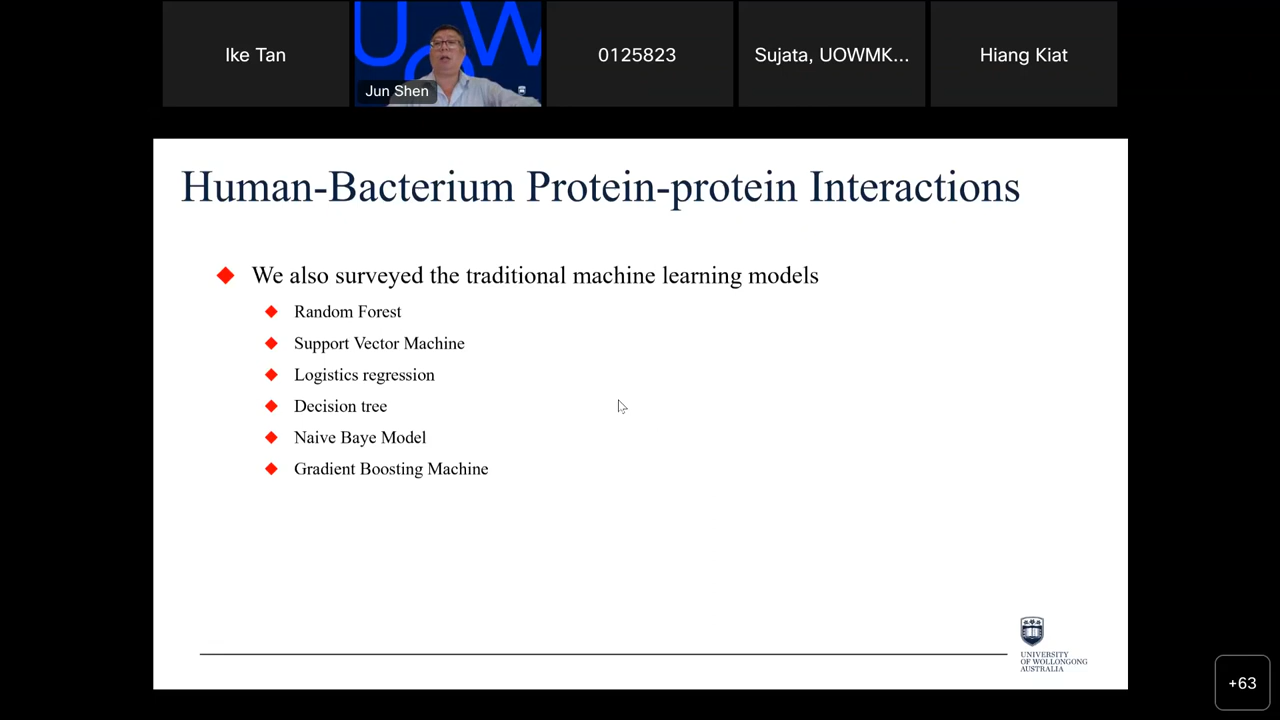 Ike Tan
UOW
Jun Shen
0125823
Sujata, UOWMK...
Hiang Kiat
Human-Bacterium Protein-protein Interactions
We also surveyed the traditional machine learning models
Random Forest
Support Vector Machine
Logistics regression
Decision tree
Naive Baye Model
Gradient Boosting Machine
UNIVERSITY
OF WOLLONGONG
AUSTRALIA
+63